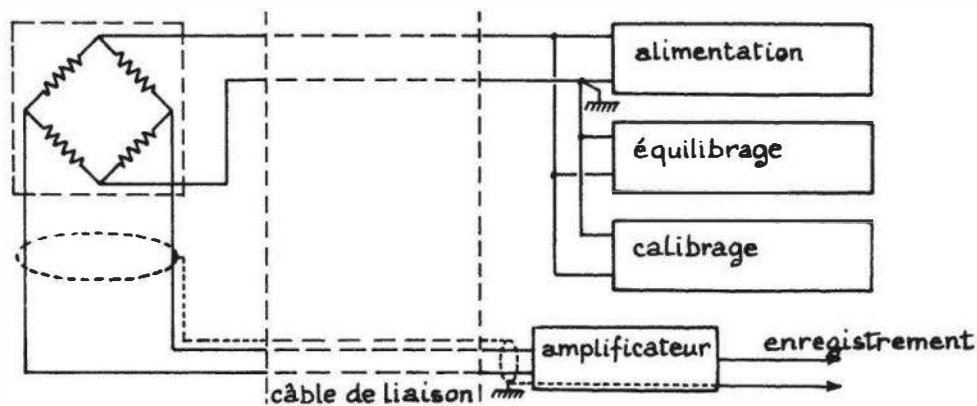 alimentation
équilibrage
calibrage
amplificateur
enregistrement
câble de liaison